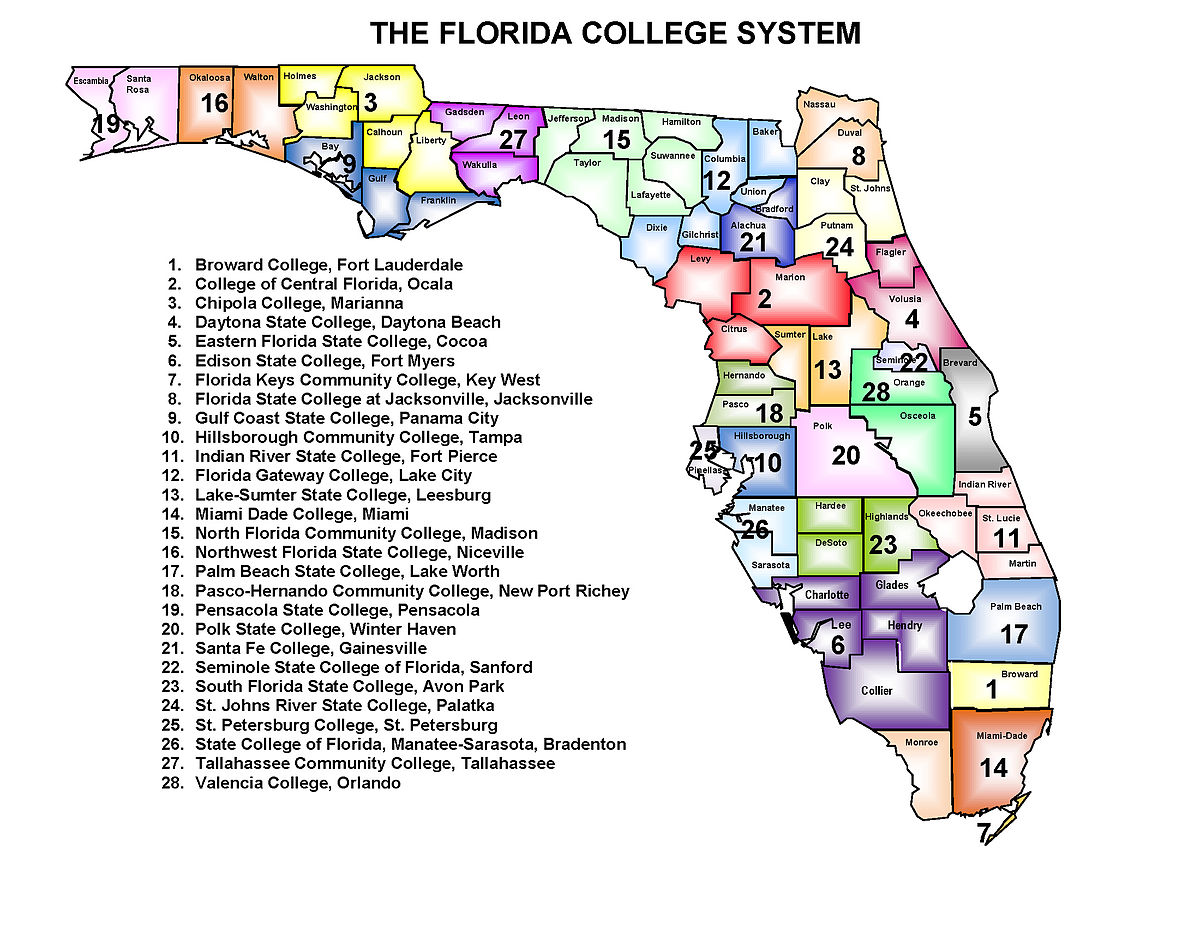 THE FLORIDA COLLEGE SYSTEM
Escambia
Santa
Rosa
19
Okaloosa
16
Walton
Holmes
Jackson
Washington
3
Bay
9
Calhoun
Liberty
Gulf
Franklin
Gadsden
Leon
27
Wakulla
Jefferson
Madison
15
Hamilton
Taylor
Suwannee
Lafayette
Columbia
12
Baker
Union
Bradford
Dixie
Gilchrist
Alachua
21
Nassau
Duval
8
Clay
St. Johns
Putnam
24
Flagler
Levy
Marion
2
Citrus
Volusia
4
Sumter
Lake
13
Seminole
22
Orange
28
Osceola
Brevard
5
Hernando
Pasco
18
25
Pinellas
Hillsborough
10
Polk
20
Manatee
26
Sarasota
Hardee
DeSoto
Highlands
23
Indian River
Okeechobee
St. Lucie
11
Martin
Charlotte
Glades
Lee
6
Hendry
Collier
Palm Beach
17
Broward
1
Monroe
Miami-Dade
14
7
1. Broward College, Fort Lauderdale
2. College of Central Florida, Ocala
3. Chipola College, Marianna
4. Daytona State College, Daytona Beach
5. Eastern Florida State College, Cocoa
6. Edison State College, Fort Myers
7. Florida Keys Community College, Key West
8. Florida State College at Jacksonville, Jacksonville
9. Gulf Coast State College, Panama City
10. Hillsborough Community College, Tampa
11. Indian River State College, Fort Pierce
12. Florida Gateway College, Lake City
13. Lake-Sumter State College, Leesburg
14. Miami Dade College, Miami
15. North Florida Community College, Madison
16. Northwest Florida State College, Niceville
17. Palm Beach State College, Lake Worth
18. Pasco-Hernando Community College, New Port Richey
19. Pensacola State College, Pensacola
20. Polk State College, Winter Haven
21. Santa Fe College, Gainesville
22. Seminole State College of Florida, Sanford
23. South Florida State College, Avon Park
24. St. Johns River State College, Palatka
25. St. Petersburg College, St. Petersburg
26. State College of Florida, Manatee-Sarasota, Bradenton
27. Tallahassee Community College, Tallahassee
28. Valencia College, Orlando